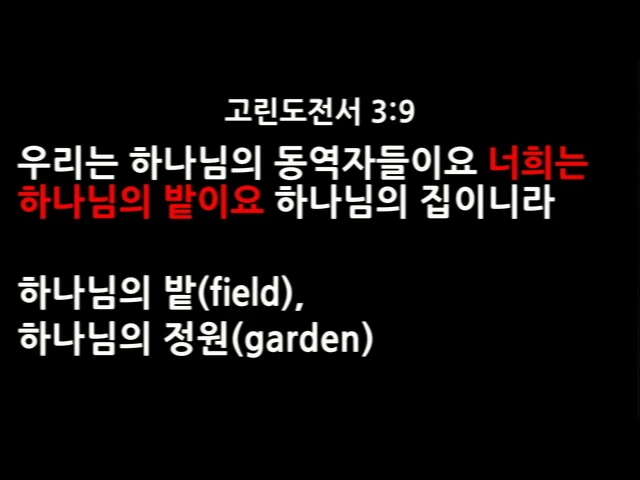 고린도전서 3:9
우리는 하나님의 동역자들이요 너희는
하나님의 밭이요 하나님의 집이니라
하나님의 밭(field),
하나님의 정원(garden)